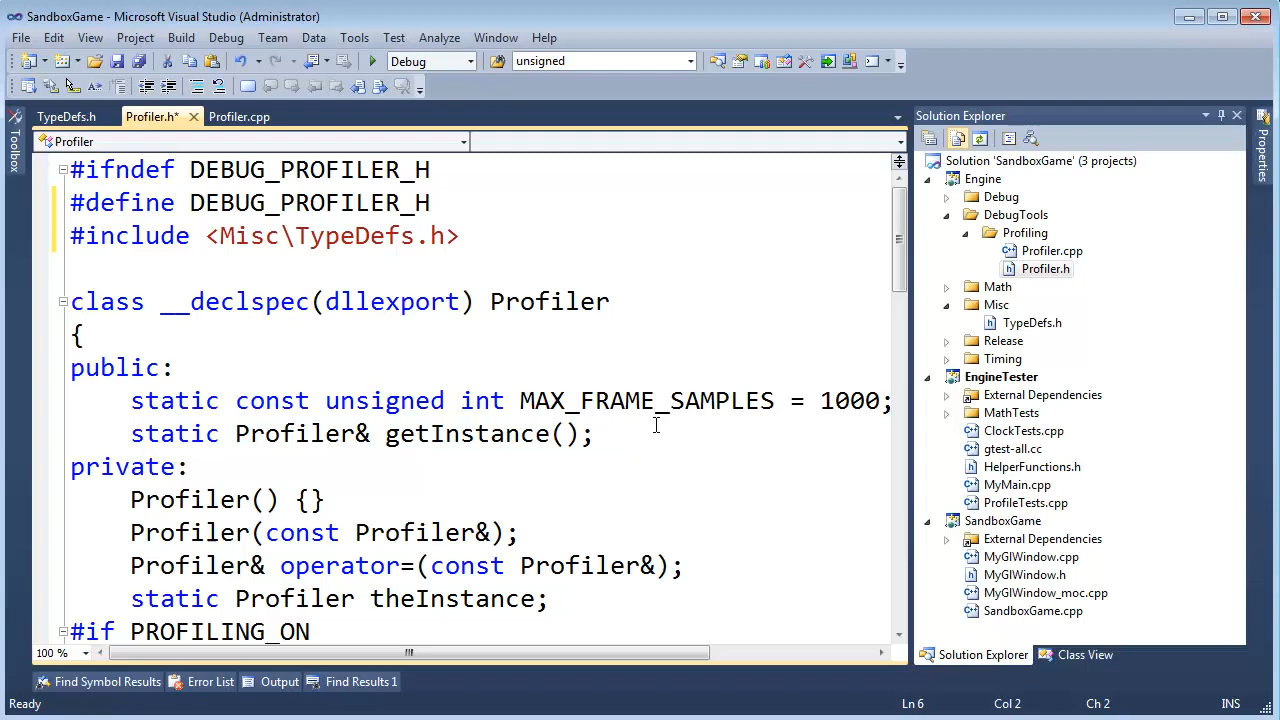 SandboxGame - Microsoft Visual Studio (Administrator)
File Edit View Project Build Debug Team Data Tools Test Analyze Window Help
Debug unsigned
TypeDefs.h Profiler.h* Profiler.cpp
Solution Explorer
Toolbox
Properties
Profiler
#ifndef DEBUG_PROFILER_H
#define DEBUG_PROFILER_H
#include <Misc\TypeDefs.h>
class __declspec(dllexport) Profiler
{
public:
static const unsigned int MAX_FRAME_SAMPLES = 1000;
static Profiler& getInstance();
private:
Profiler() {}
Profiler(const Profiler&);
Profiler& operator=(const Profiler&);
static Profiler theInstance;
#if PROFILING_ON
100 %
Solution 'SandboxGame' (3 projects)
Engine
Debug
DebugTools
Profiling
Profiler.cpp
Profiler.h
Math
Misc
TypeDefs.h
Release
Timing
EngineTester
External Dependencies
MathTests
ClockTests.cpp
gtest-all.cc
HelperFunctions.h
MyMain.cpp
ProfileTests.cpp
SandboxGame
External Dependencies
MyGlWindow.cpp
MyGlWindow.h
MyGlWindow_moc.cpp
SandboxGame.cpp
Solution Explorer Class View
Find Symbol Results Error List Output Find Results 1
Ready Ln 6 Col 2 Ch 2 INS